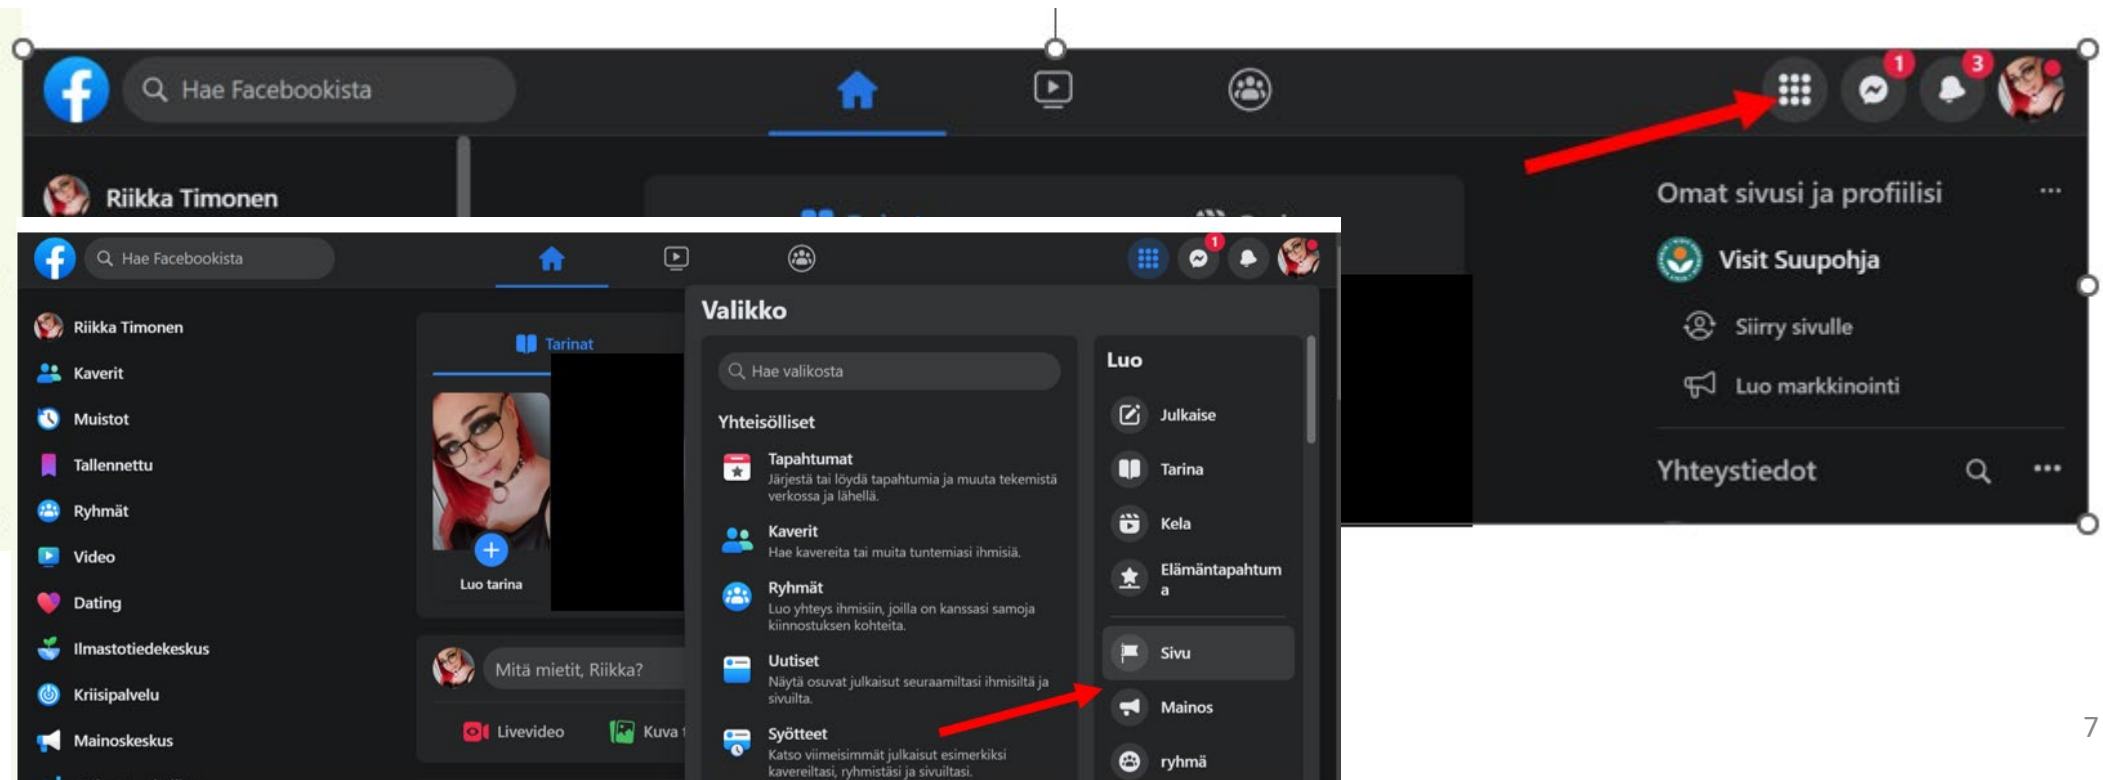 Hae Facebookista
1
3
Riikka Timonen
Omat sivusi ja profiilisi
Visit Suupohja
Siirry sivulle
Luo markkinointi
Yhteystiedot
Hae Facebookista
1
Riikka Timonen
Kaverit
Muistot
Tallennettu
Ryhmät
Video
Dating
Ilmastotiedekeskus
Kriisipalvelu
Mainoskeskus
Tarinat
Luo tarina
Mitä mietit, Riikka?
Livevideo
Kuva
Valikko
Hae valikosta
Yhteisölliset
Tapahtumat
Järjestä tai löydä tapahtumia ja muuta tekemistä
verkossa ja lähellä.
Kaverit
Hae kavereita tai muita tuntemiasi ihmisiä.
Ryhmät
Luo yhteys ihmisiin, joilla on kanssasi samoja
kiinnostuksen kohteita.
Uutiset
Näytä osuvat julkaisut seuraamiltasi ihmisiltä ja
sivuilta.
Syötteet
Katso viimeisimmät julkaisut esimerkiksi
kavereiltasi, ryhmistäsi ja sivuiltasi.
Luo
Julkaise
Tarina
Kela
Elämäntapahtum
a
Sivu
Mainos
ryhmä
7